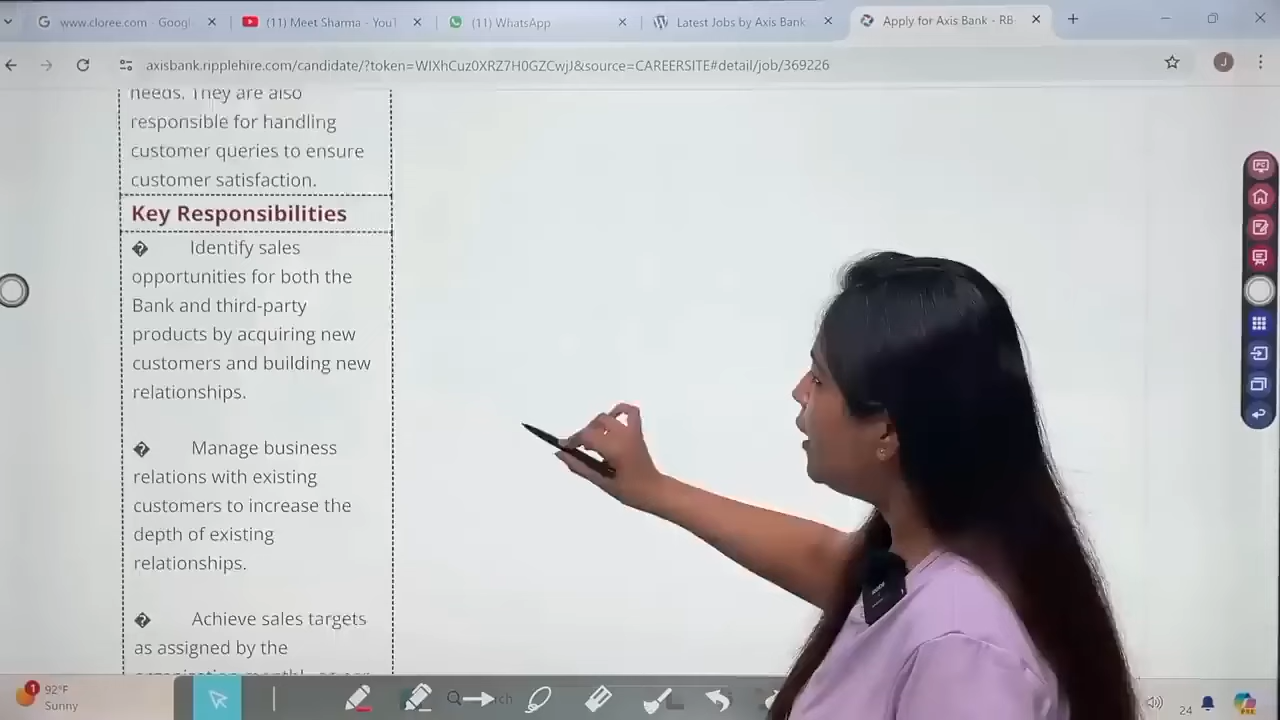 www.cloree.com - Googl
(11) Meet Sharma - YouT
(11) WhatsApp
Latest Jobs by Axis Bank
Apply for Axis Bank - RB
axisbank.ripplehire.com/candidate/?token=WIXhCuz0XRZ7H0GZCwjJ&source=CAREERSITE#detail/job/369226
J
needs. They are also
responsible for handling
customer queries to ensure
customer satisfaction.
Key Responsibilities
� Identify sales
opportunities for both the
Bank and third-party
products by acquiring new
customers and building new
relationships.
� Manage business
relations with existing
customers to increase the
depth of existing
relationships.
� Achieve sales targets
as assigned by the
1
92°F
Sunny
24